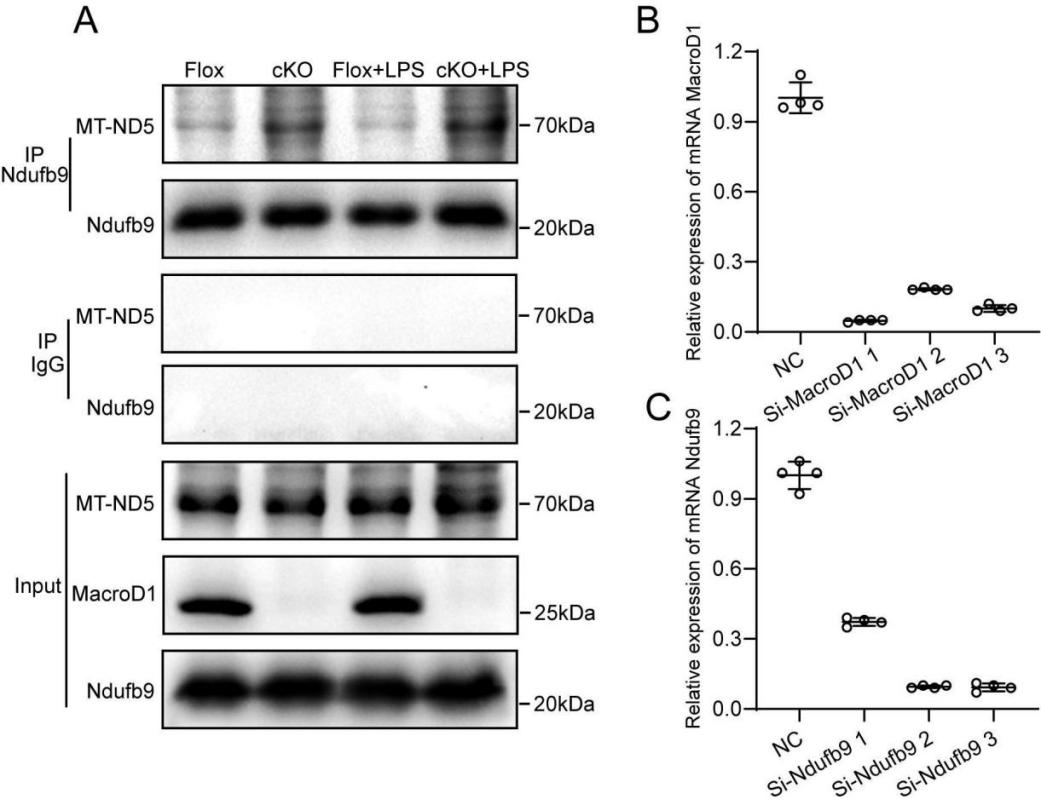 A
Flox cKO Flox+LPS cKO+LPS
IP
Ndufb9
MT-ND5
70kDa
Ndufb9
20kDa
IP
IgG
MT-ND5
70kDa
Ndufb9
20kDa
Input
MT-ND5
70kDa
MacroD1
25kDa
Ndufb9
20kDa
B
Relative expression of mRNA MacroD1
1.2
0.9
0.6
0.3
0.0
NC
Si-MacroD1 1
Si-MacroD1 2
Si-MacroD1 3
C
Relative expression of mRNA Ndufb9
1.2
0.9
0.6
0.3
0.0
NC
Si-Ndufb9 1
Si-Ndufb9 2
Si-Ndufb9 3